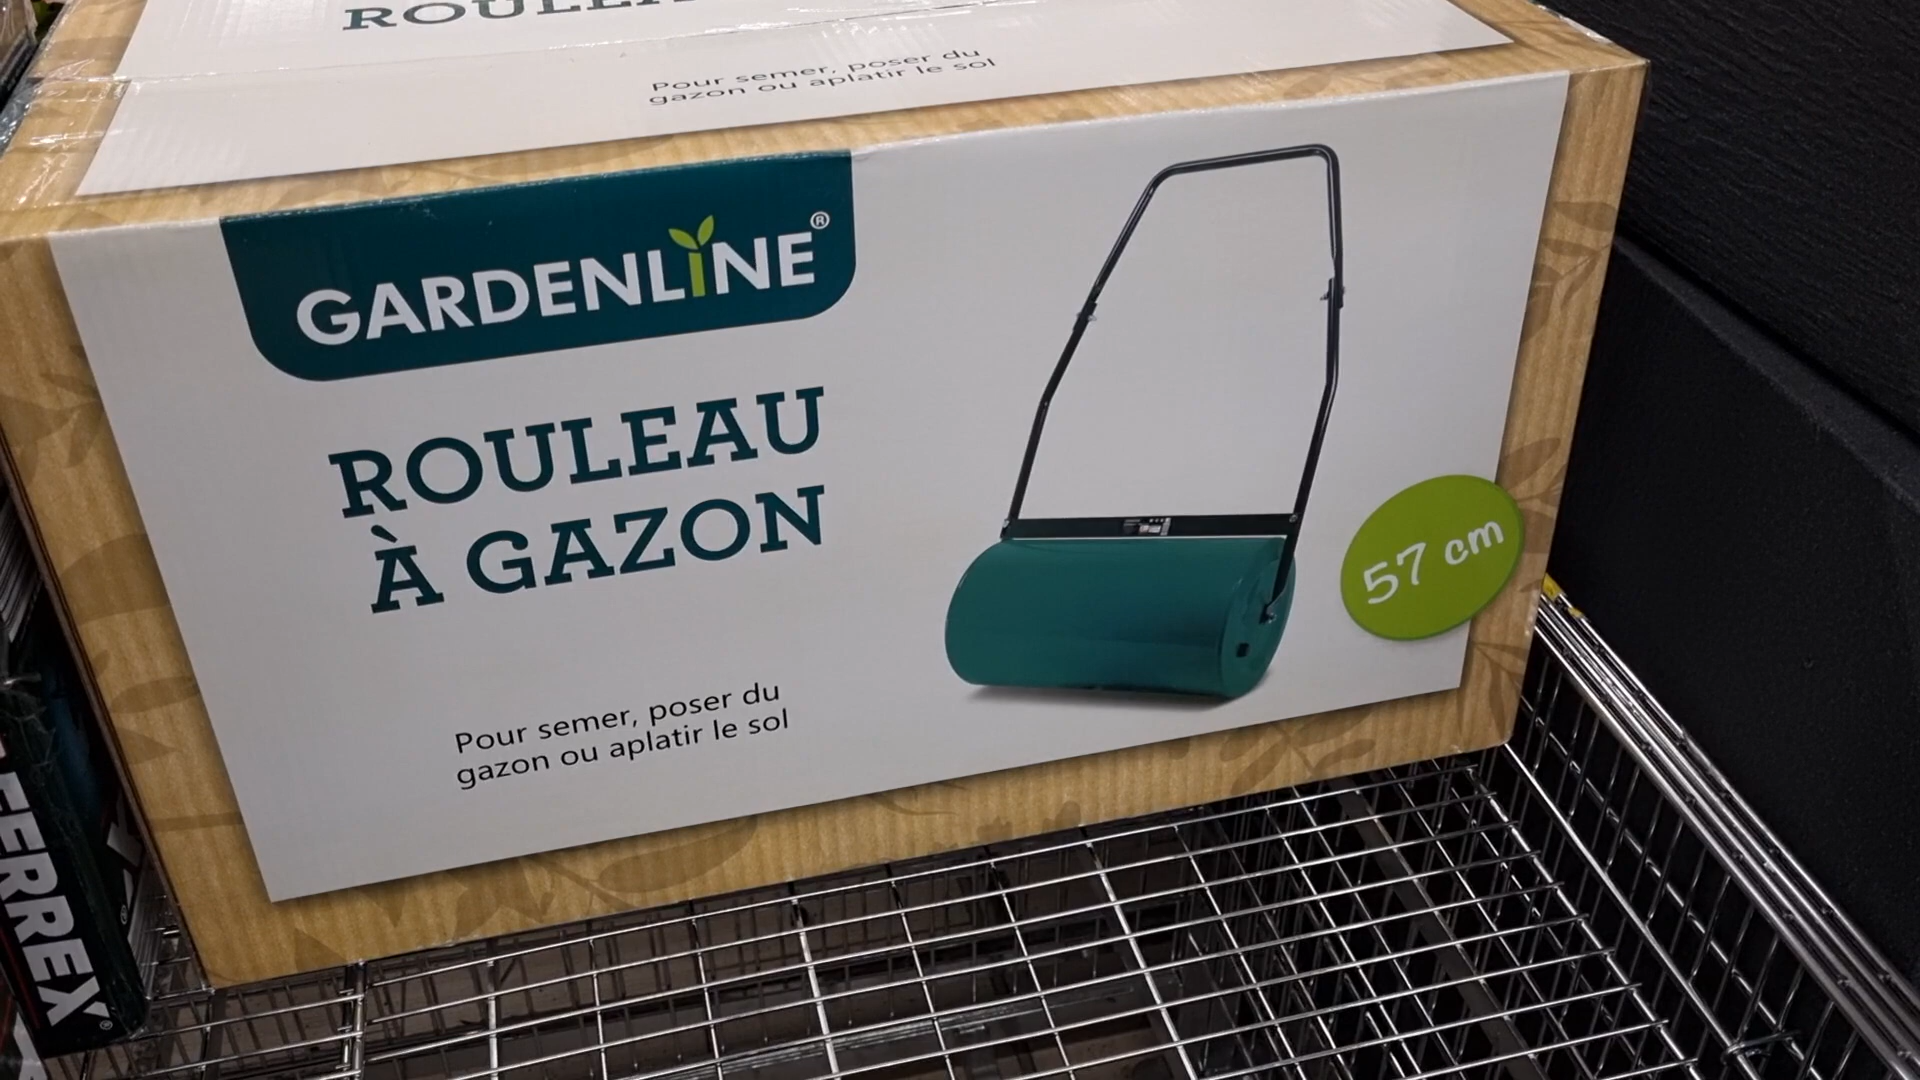 ROULEA
Pour semer, poser du
gazon ou aplatir le sol
GARDENLINE®
ROULEAU
À GAZON
57 cm
Pour semer, poser du
gazon ou aplatir le sol
FERREX®